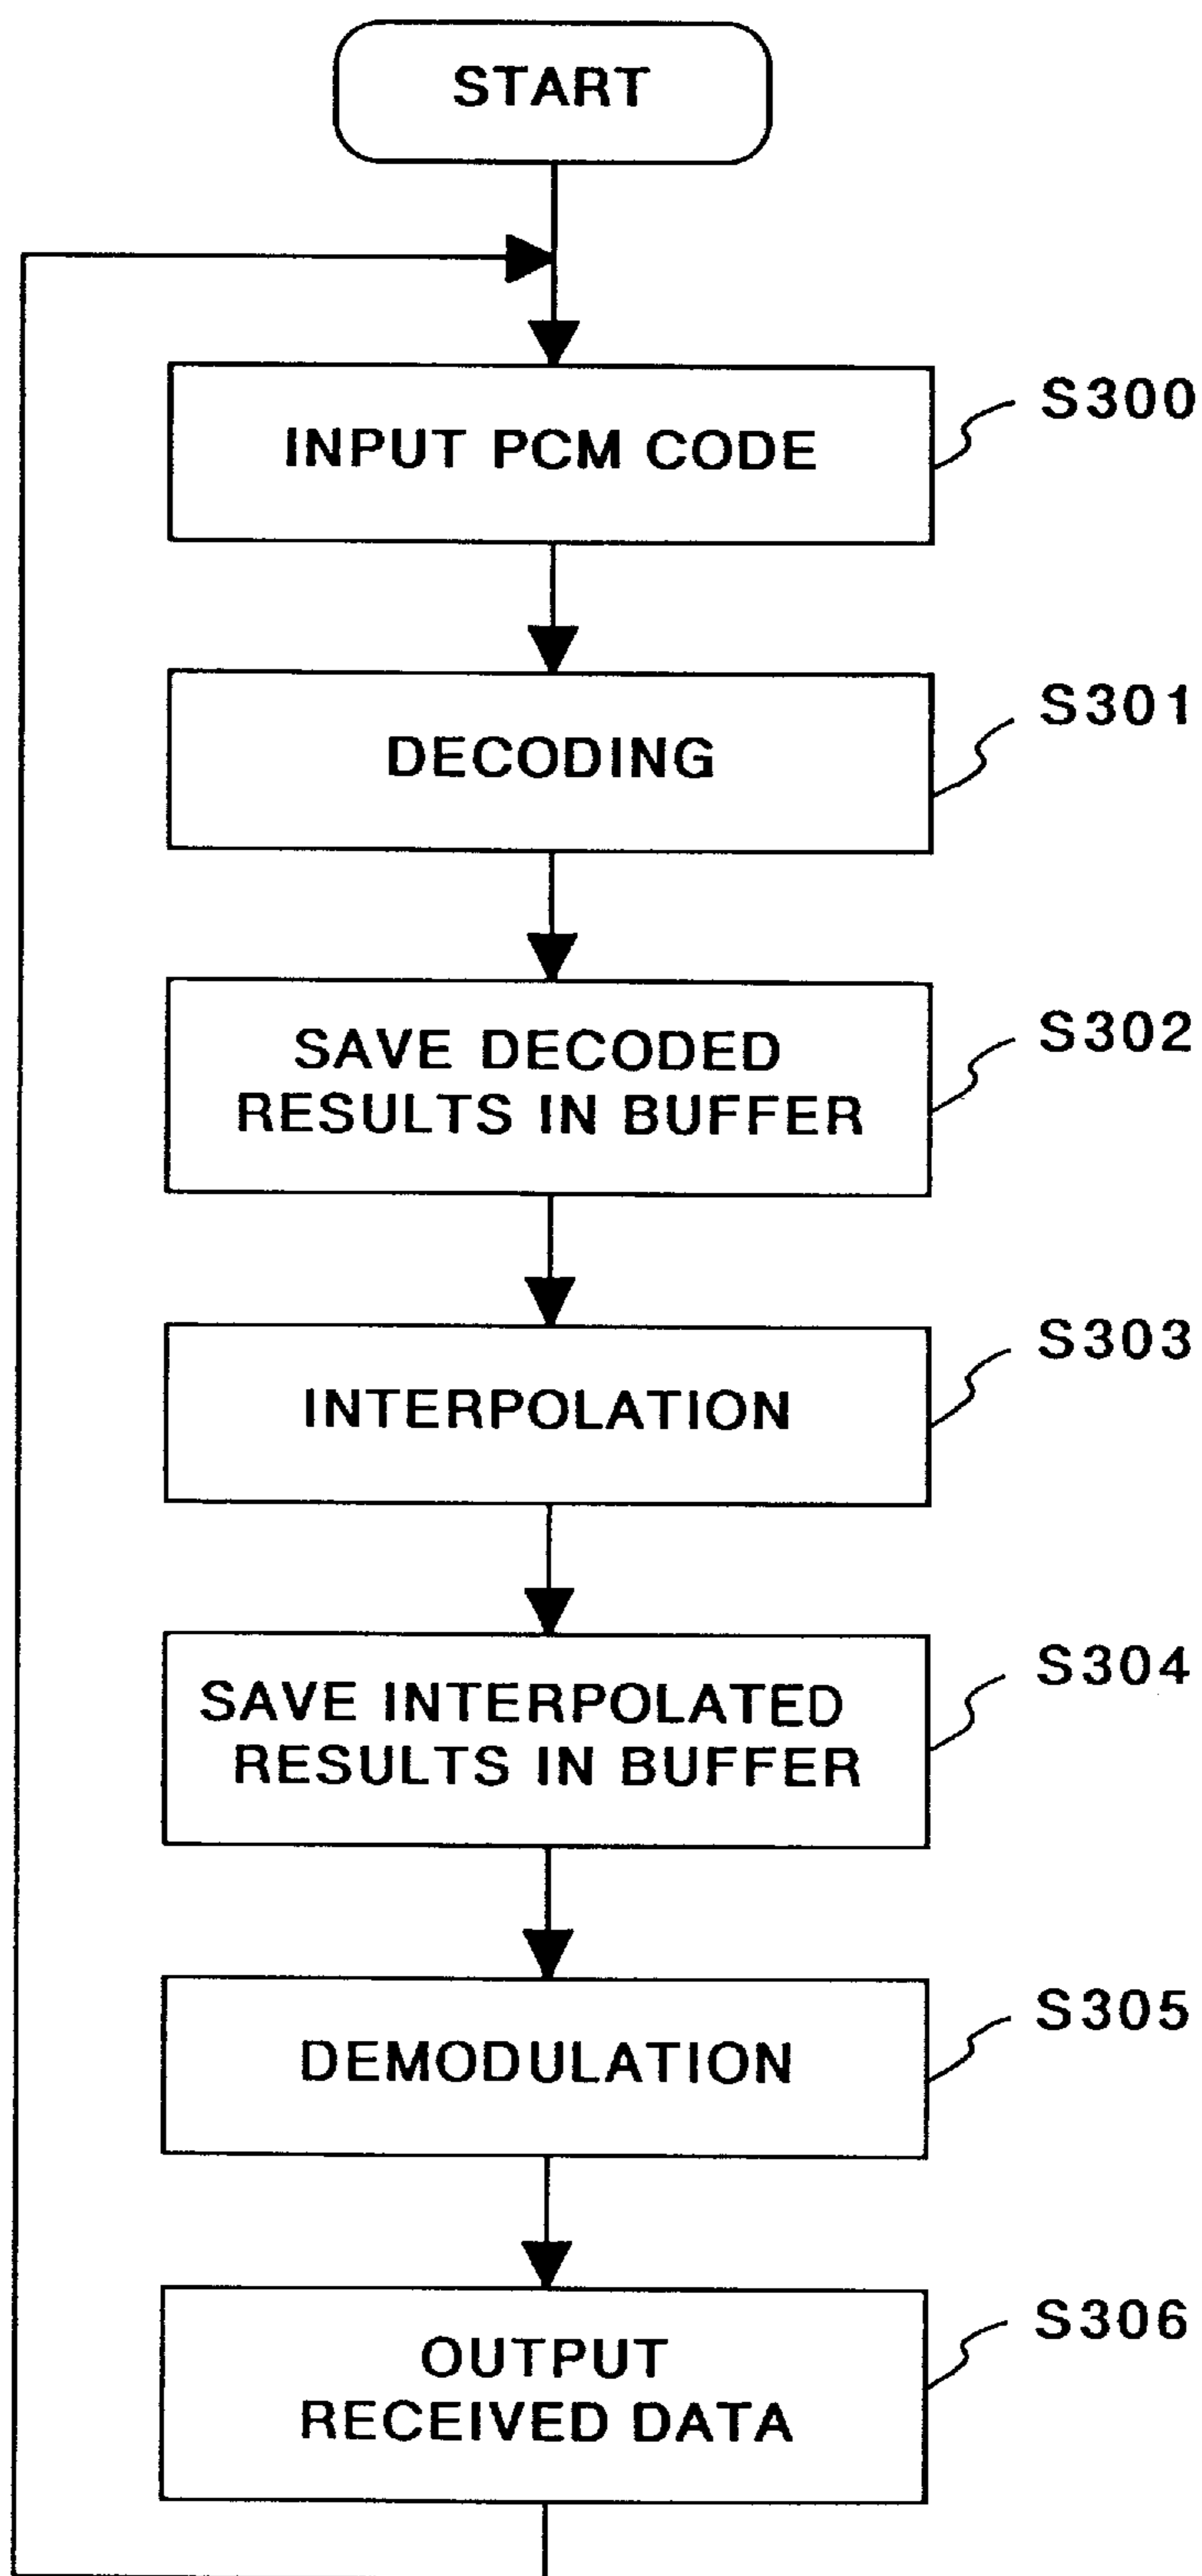 START
INPUT PCM CODE
S300
DECODING
S301
SAVE DECODED
RESULTS IN BUFFER
S302
INTERPOLATION
S303
SAVE INTERPOLATED
RESULTS IN BUFFER
S304
DEMODULATION
S305
OUTPUT
RECEIVED DATA
S306